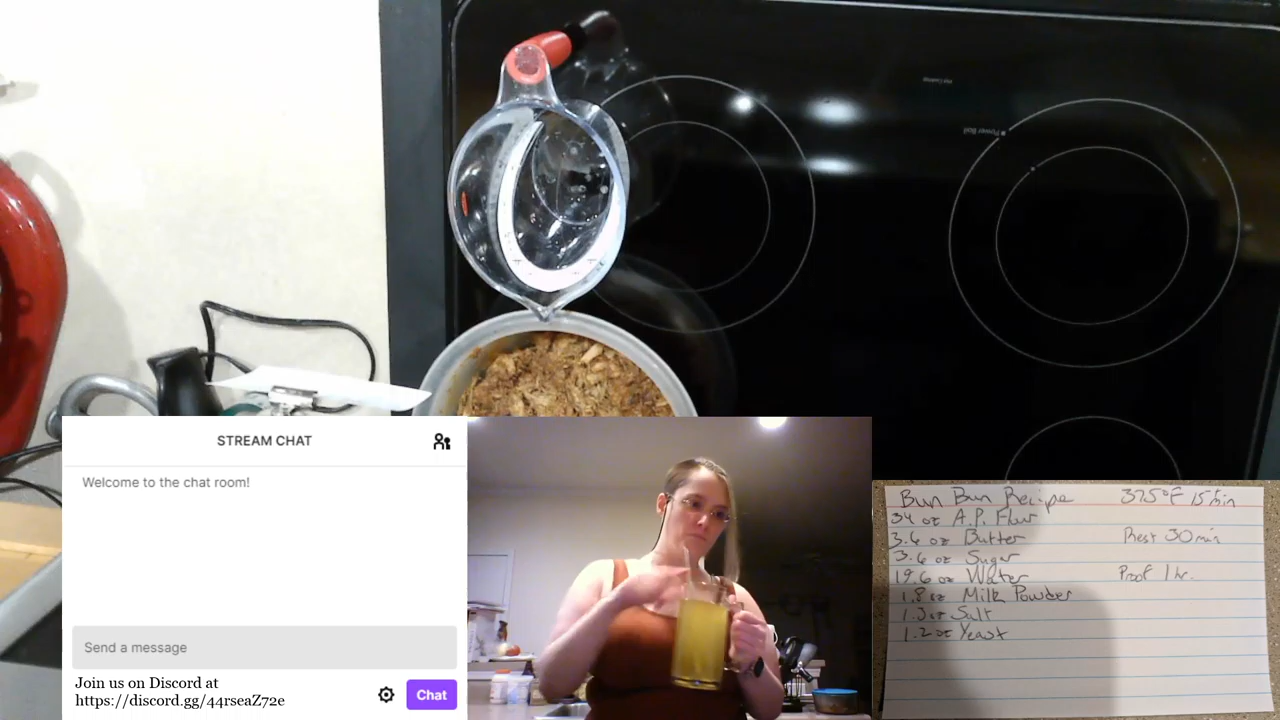 Power Boil
STREAM CHAT
Welcome to the chat room!
Send a message
Join us on Discord at
https://discord.gg/44rseaZ72e
Chat
Bun Bun Recipe 375°F 15 min
34 oz A.P. Flour
3.6 oz Butter Rest 30 min
3.6 oz Sugar
19.6 oz Water Proof 1 hr.
1.8 oz Milk Powder
1.3 oz Salt
1.2 oz Yeast